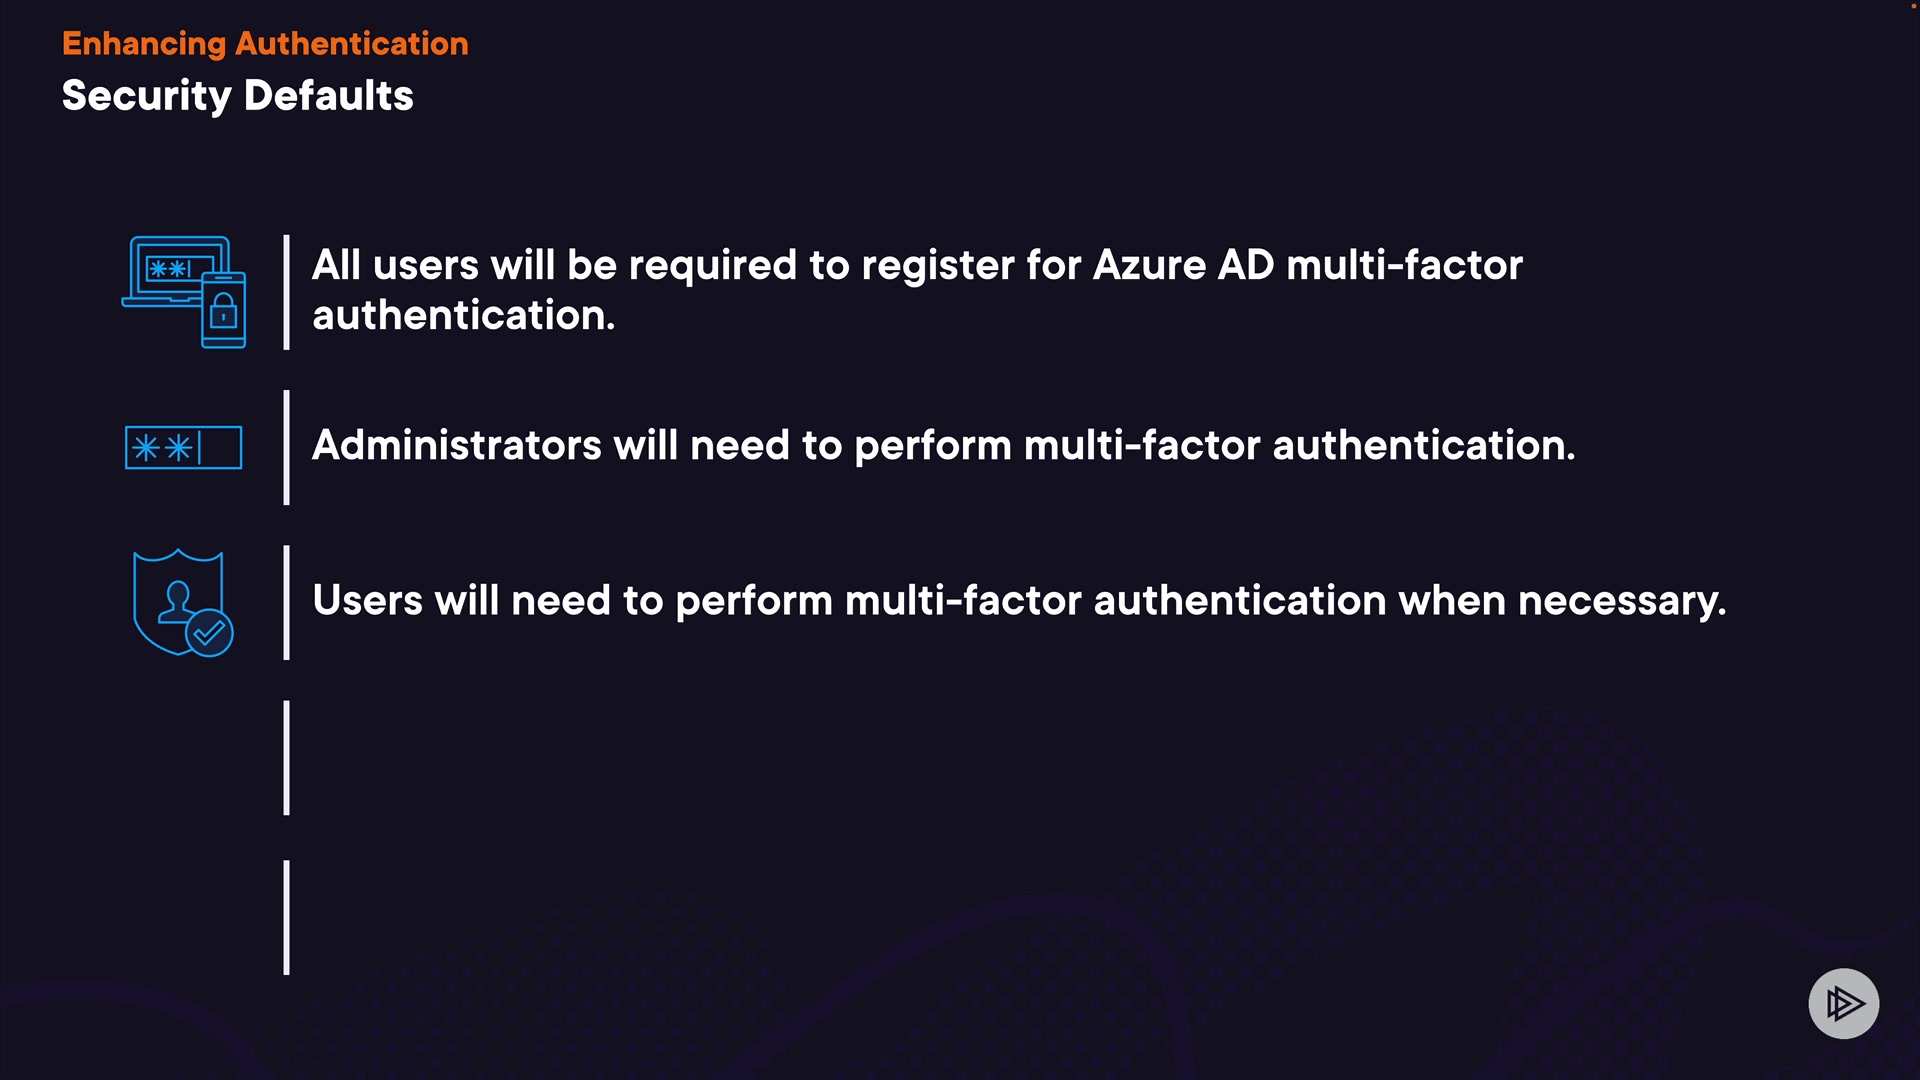 Enhancing Authentication
Security Defaults
All users will be required to register for Azure AD multi-factor
authentication.
Administrators will need to perform multi-factor authentication.
Users will need to perform multi-factor authentication when necessary.